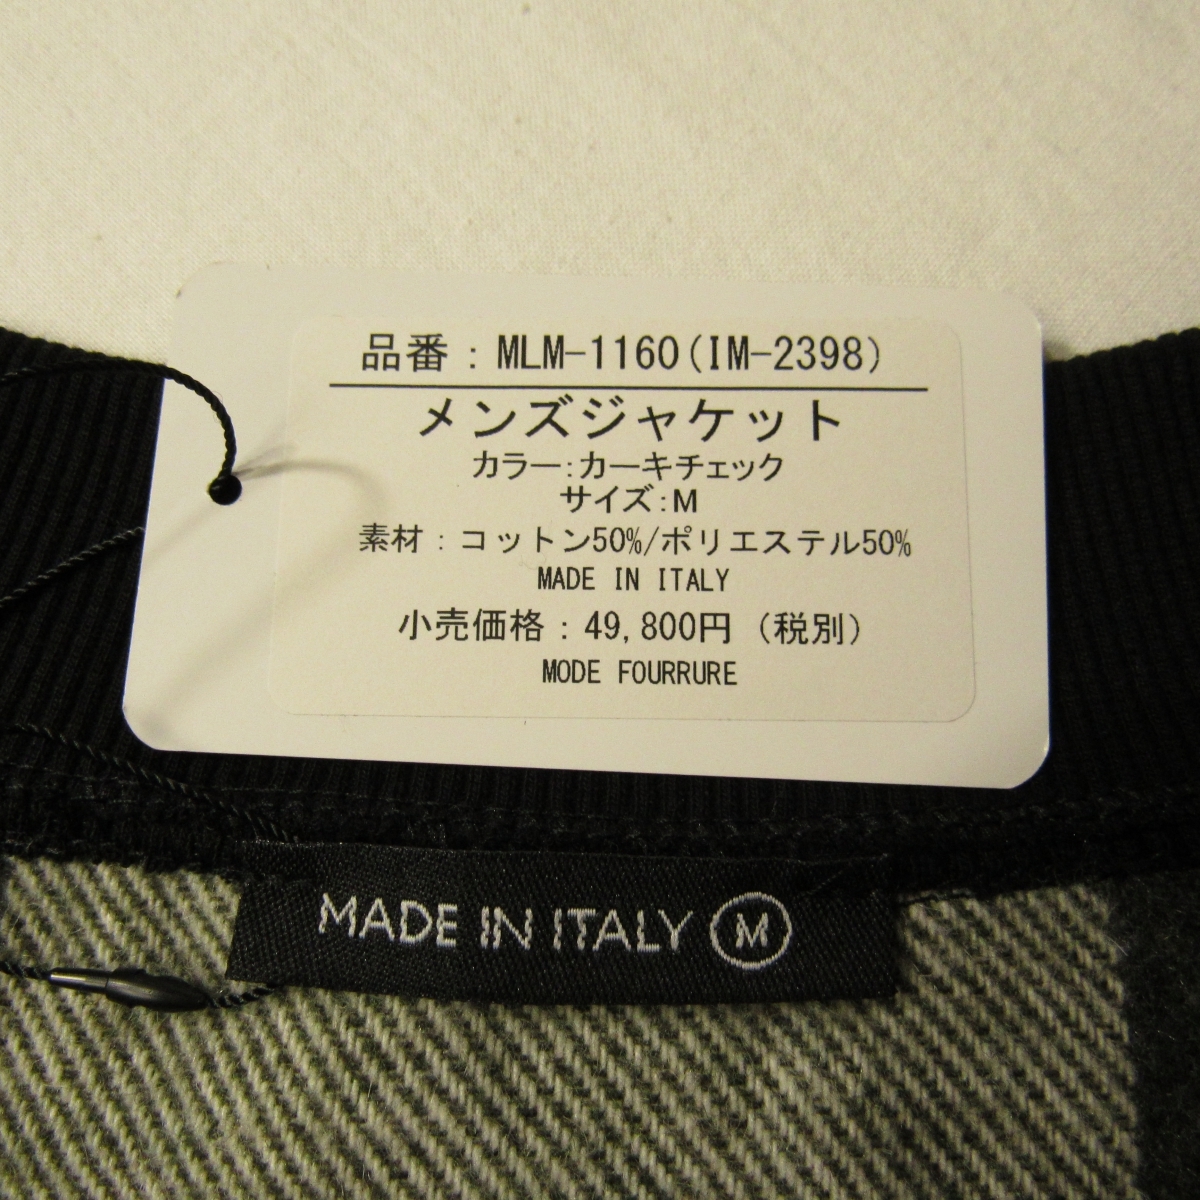 品番：MLM-1160(IM-2398)
メンズジャケット
カラー:カーキチェック
サイズ:M
素材：コットン50%/ポリエステル50%
MADE IN ITALY
小売価格：49,800円（税別）
MODE FOURRURE
MADE IN ITALY M